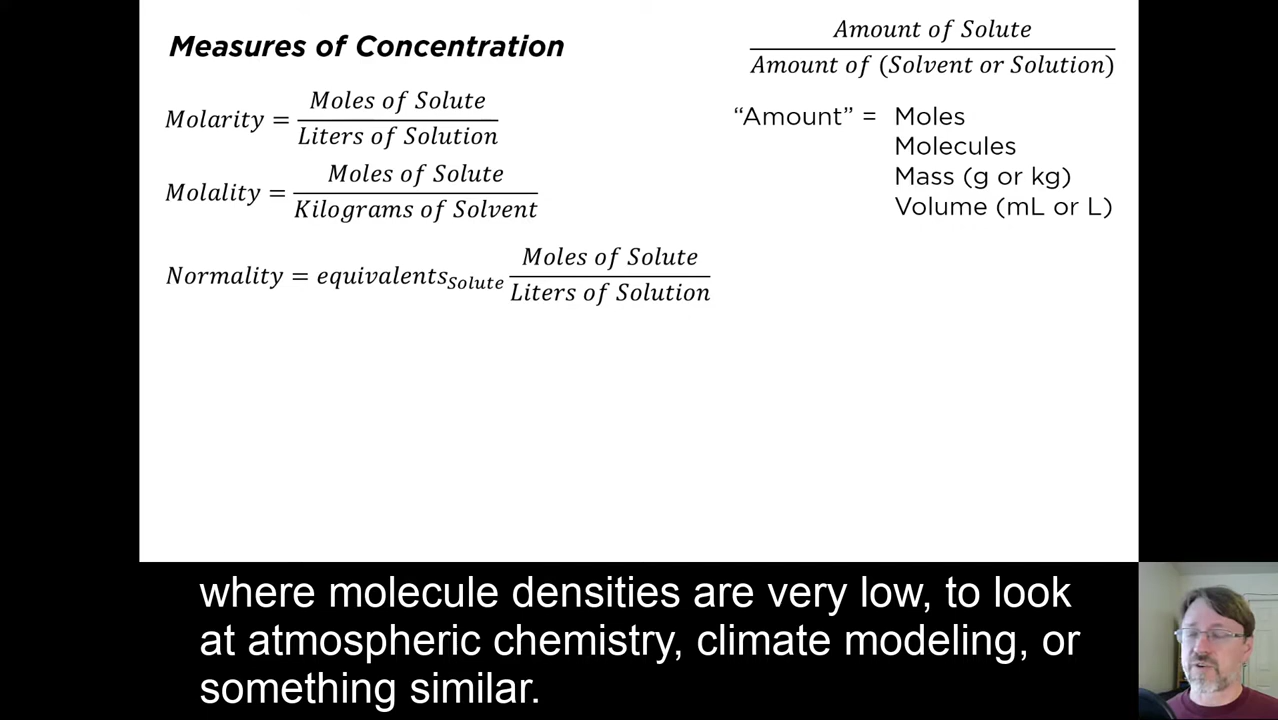 Measures of Concentration
Molarity = Moles of Solute / Liters of Solution
Molality = Moles of Solute / Kilograms of Solvent
Normality = equivalents_Solute Moles of Solute / Liters of Solution
Amount of Solute / Amount of (Solvent or Solution)
“Amount” = Moles
Molecules
Mass (g or kg)
Volume (mL or L)
where molecule densities are very low, to look
at atmospheric chemistry, climate modeling, or
something similar.